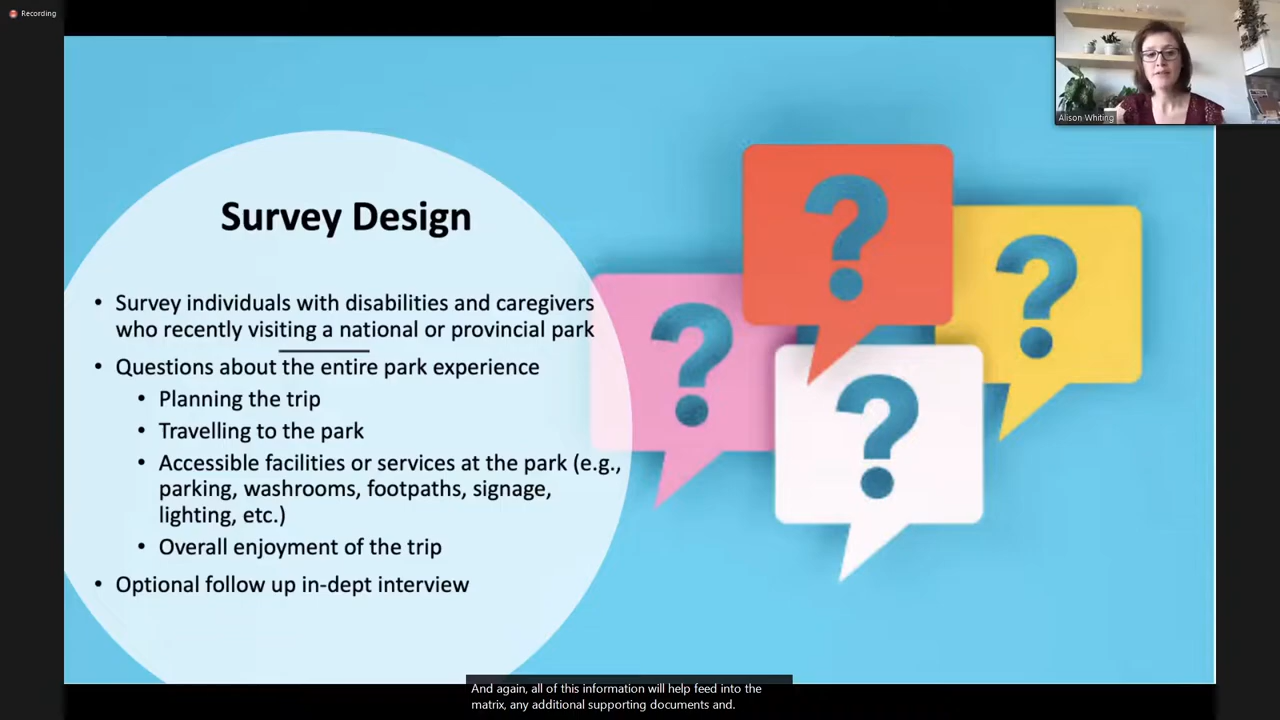 Recording
Alison Whiting
Survey Design
• Survey individuals with disabilities and caregivers
who recently visiting a national or provincial park
• Questions about the entire park experience
• Planning the trip
• Travelling to the park
• Accessible facilities or services at the park (e.g.,
parking, washrooms, footpaths, signage,
lighting, etc.)
• Overall enjoyment of the trip
• Optional follow up in-dept interview
?
?
?
?
And again, all of this information will help feed into the
matrix, any additional supporting documents and.